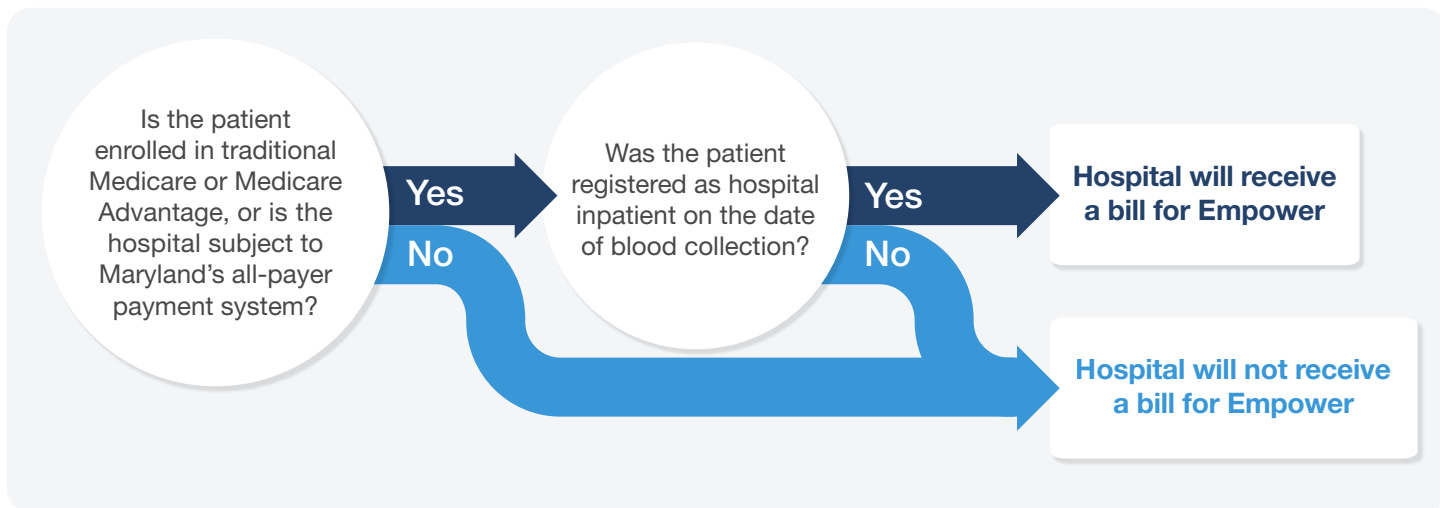 Is the patient
enrolled in traditional
Medicare or Medicare
Advantage, or is the
hospital subject to
Maryland's all-payer
payment system?
Yes
No
Was the patient
registered as hospital
inpatient on the date
of blood collection?
Yes
No
Hospital will receive
a bill for Empower
Hospital will not receive
a bill for Empower